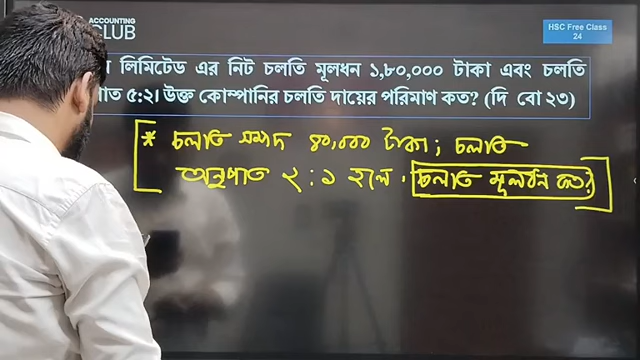 ACCOUNTING
CLUB
HSC Free Class
24
লিমিটেড এর নিট চলতি মূলধন ১,৮০,০০০ টাকা এবং চলতি
পাত ৫:২। উক্ত কোম্পানির চলতি দায়ের পরিমাণ কত? (দি বো ২৩)
* চলতি সম্পদ ৪০,০০০ টাকা; চলতি
অনুপাত ২:১ হলে, চলতি মূলধন কত?